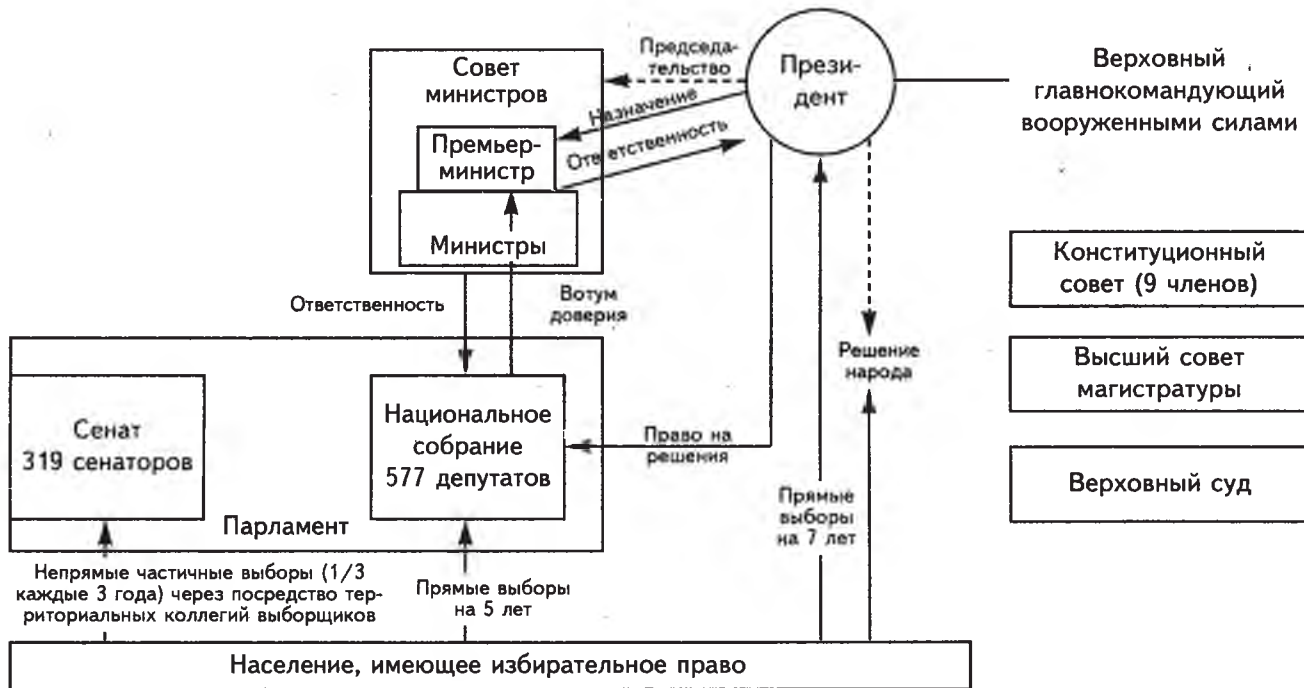 Совет
министров
Премьер-
министр
Министры
Председа-
тельство
Назначение
Ответственность
Прези-
дент
Верховный
главнокомандующий
вооруженными силами
Ответственность
Вотум
доверия
Решение
народа
Конституционный
совет (9 членов)
Высший совет
магистратуры
Верховный суд
Сенат
319 сенаторов
Национальное
собрание
577 депутатов
Парламент
Право на
решения
Прямые
выборы
на 7 лет
Непрямые частичные выборы (1/3
каждые 3 года) через посредство тер-
риториальных коллегий выборщиков
Прямые выборы
на 5 лет
Население, имеющее избирательное право